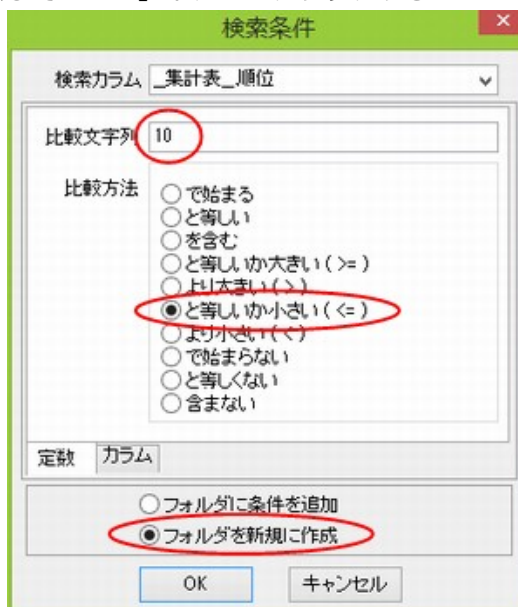 検索条件
検索カラム _集計表_順位
比較文字列 10
比較方法
で始まる
と等しい
を含む
と等しいか大きい ( >= )
より大きい ( > )
と等しいか小さい ( <= )
より小さい ( < )
で始まらない
と等しくない
含まない
定数 カラム
フォルダに条件を追加
フォルダを新規に作成
OK キャンセル